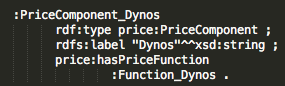 :PriceComponent_Dynos
rdf:type price:PriceComponent ;
rdfs:label "Dynos"^^xsd:string ;
price:hasPriceFunction
:Function_Dynos .